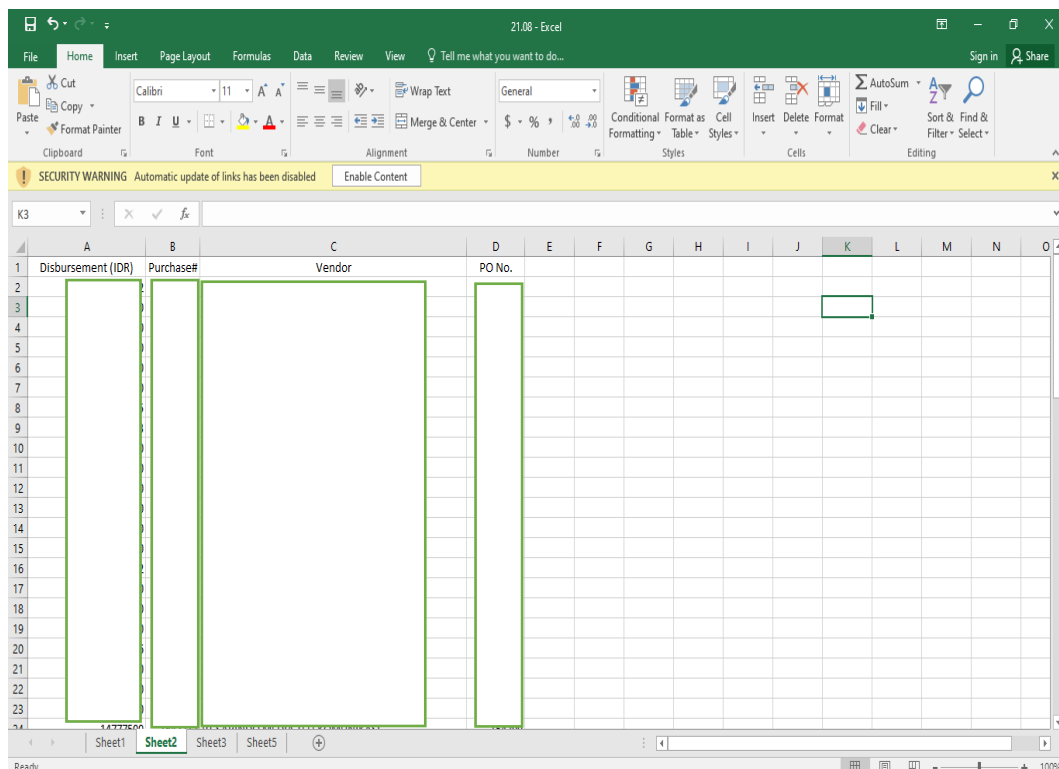 21.08 - Excel
File Home Insert Page Layout Formulas Data Review View Tell me what you want to do... Sign in Share
Cut Calibri 11 Wrap Text General AutoSum
Copy Fill
Paste Format Painter B I U Merge & Center $ % , Conditional Formatting Format as Table Cell Styles Insert Delete Format Clear Sort & Filter Find & Select
Clipboard Font Alignment Number Styles Cells Editing
SECURITY WARNING Automatic update of links has been disabled Enable Content
K3 fx
A B C D E F G H I J K L M N O
1 Disbursement (IDR) Purchase# Vendor PO No.
2
3
4
5
6
7
8
9
10
11
12
13
14
15
16
17
18
19
20
21
22
23
24 14777500
Sheet1 Sheet2 Sheet3 Sheet5
Ready 100%